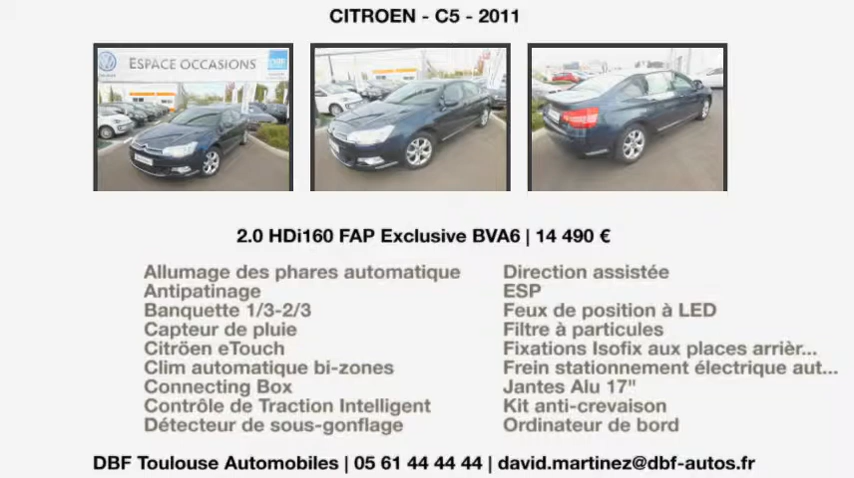 CITROEN - C5 - 2011
ESPACE OCCASIONS
2.0 HDi160 FAP Exclusive BVA6 | 14 490 €
Allumage des phares automatique
Antipatinage
Banquette 1/3-2/3
Capteur de pluie
Citröen eTouch
Clim automatique bi-zones
Connecting Box
Contrôle de Traction Intelligent
Détecteur de sous-gonflage
Direction assistée
ESP
Feux de position à LED
Filtre à particules
Fixations Isofix aux places arrièr...
Frein stationnement électrique aut...
Jantes Alu 17"
Kit anti-crevaison
Ordinateur de bord
DBF Toulouse Automobiles | 05 61 44 44 44 | david.martinez@dbf-autos.fr